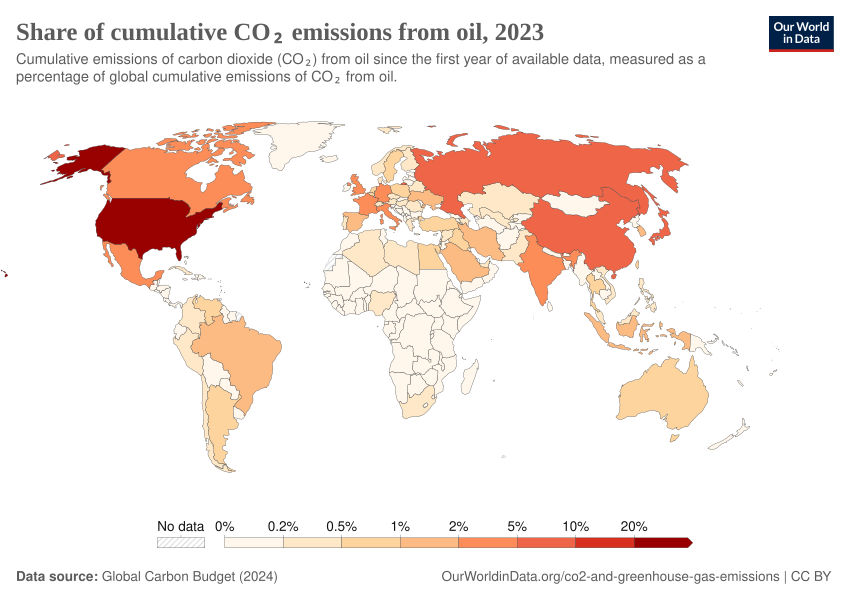 Share of cumulative CO₂ emissions from oil, 2023
Our World
in Data
Cumulative emissions of carbon dioxide (CO₂) from oil since the first year of available data, measured as a
percentage of global cumulative emissions of CO₂ from oil.
No data 0% 0.2% 0.5% 1% 2% 5% 10% 20%
Data source: Global Carbon Budget (2024)
OurWorldinData.org/co2-and-greenhouse-gas-emissions | CC BY